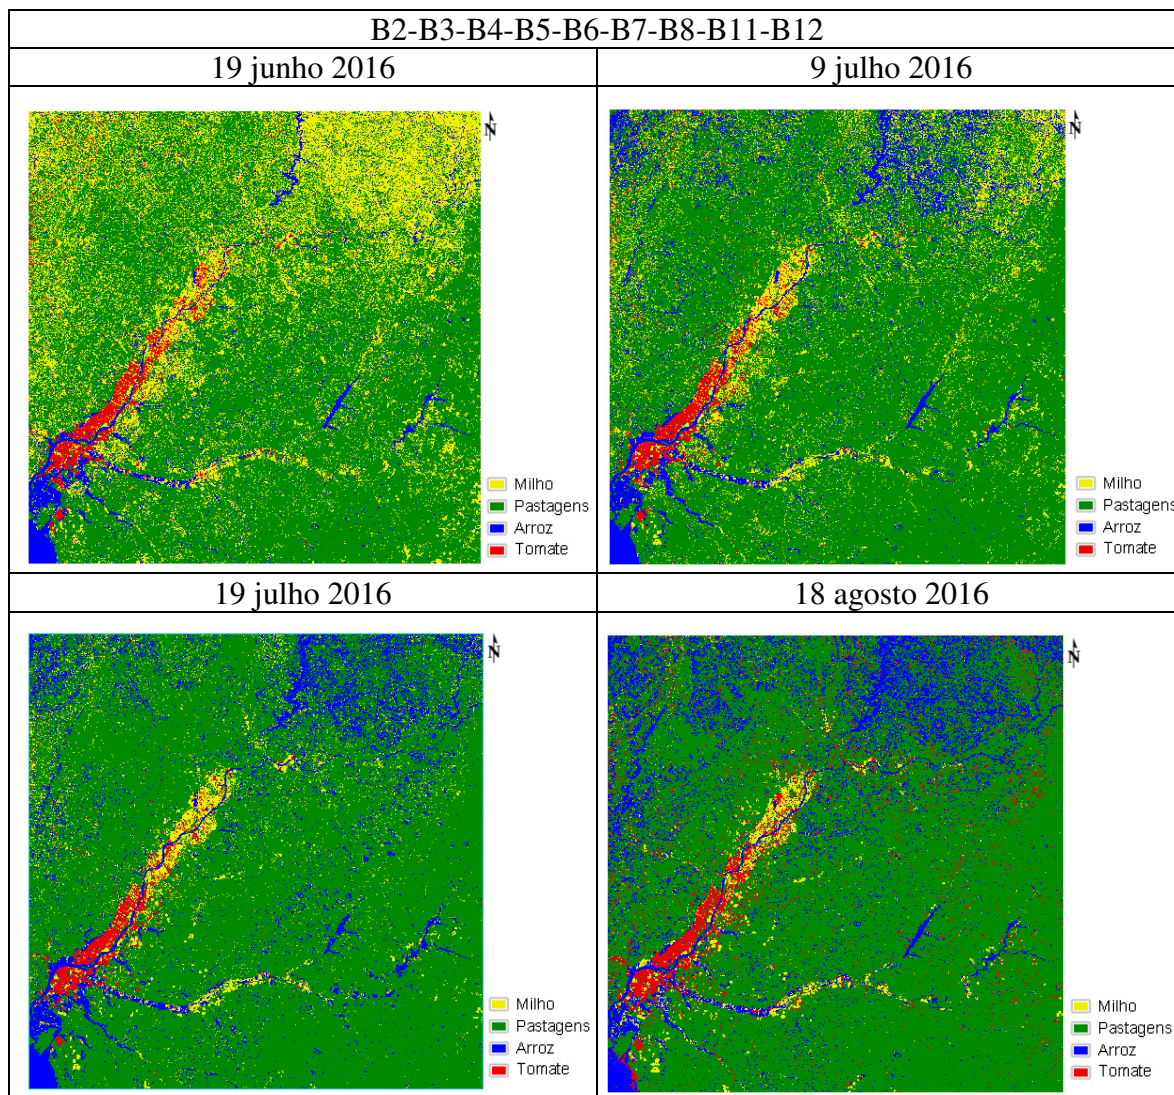 B2-B3-B4-B5-B6-B7-B8-B11-B12
19 junho 2016
9 julho 2016
N
Milho
Pastagens
Arroz
Tomate
N
Milho
Pastagens
Arroz
Tomate
19 julho 2016
18 agosto 2016
N
Milho
Pastagens
Arroz
Tomate
N
Milho
Pastagens
Arroz
Tomate